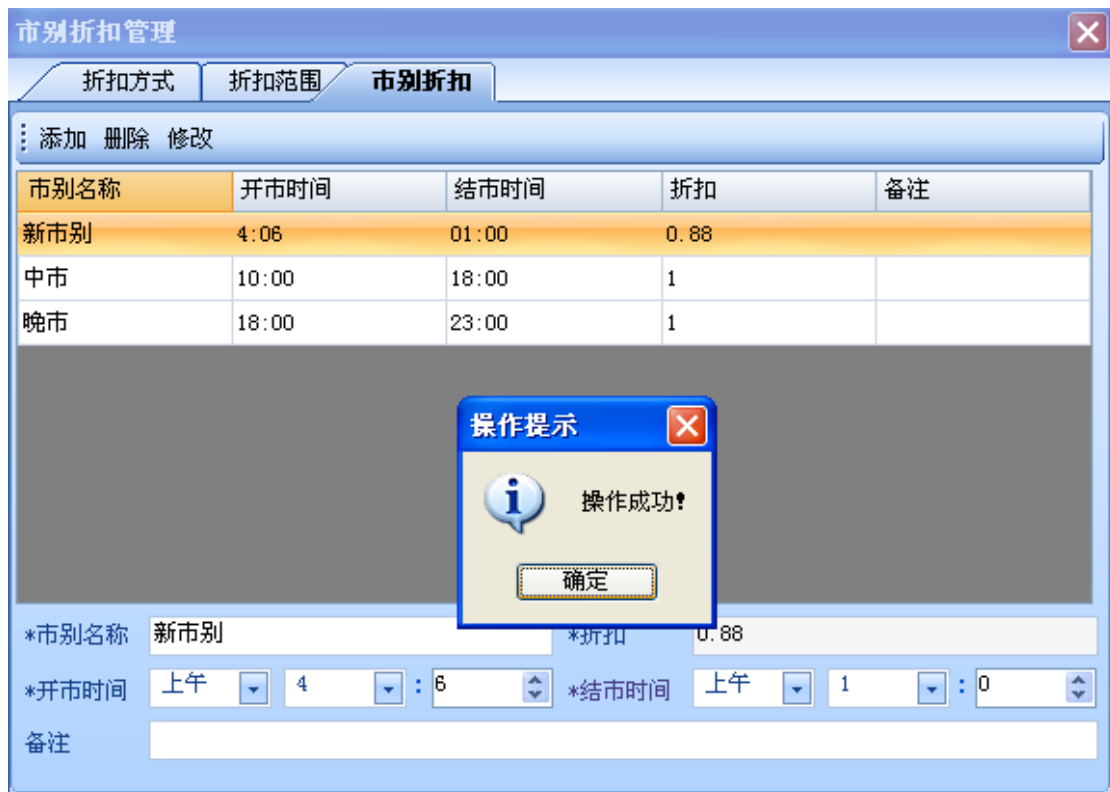 市别折扣管理
折扣方式 折扣范围 市别折扣
添加 删除 修改
市别名称 开市时间 结市时间 折扣 备注
新市别 4:06 01:00 0.88
中市 10:00 18:00 1
晚市 18:00 23:00 1
操作提示
操作成功!
确定
*市别名称 新市别 *折扣 0.88
*开市时间 上午 4 : 6 *结市时间 上午 1 : 0
备注